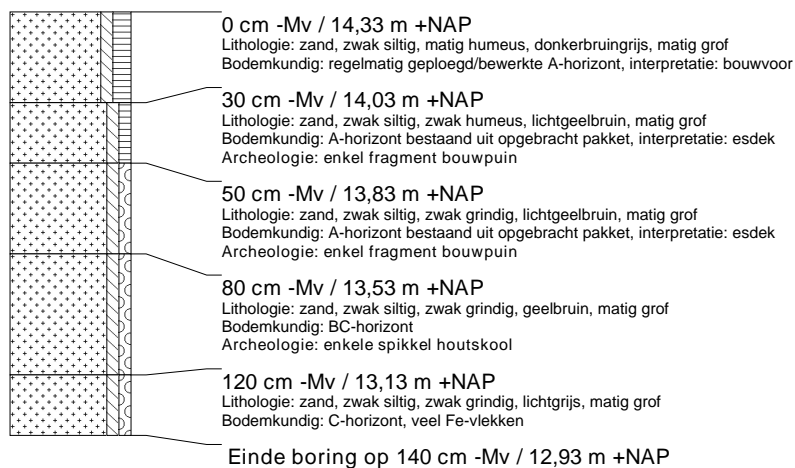 0 cm -Mv / 14,33 m +NAP
Lithologie: zand, zwak siltig, matig humeus, donkerbruingrijs, matig grof
Bodemkundig: regelmatig geploegd/bewerkte A-horizont, interpretatie: bouwvoor
30 cm -Mv / 14,03 m +NAP
Lithologie: zand, zwak siltig, zwak humeus, lichtgeelbruin, matig grof
Bodemkundig: A-horizont bestaand uit opgebracht pakket, interpretatie: esdek
Archeologie: enkel fragment bouwpuin
50 cm -Mv / 13,83 m +NAP
Lithologie: zand, zwak siltig, zwak grindig, lichtgeelbruin, matig grof
Bodemkundig: A-horizont bestaand uit opgebracht pakket, interpretatie: esdek
Archeologie: enkel fragment bouwpuin
80 cm -Mv / 13,53 m +NAP
Lithologie: zand, zwak siltig, zwak grindig, geelbruin, matig grof
Bodemkundig: BC-horizont
Archeologie: enkele spikkel houtskool
120 cm -Mv / 13,13 m +NAP
Lithologie: zand, zwak siltig, zwak grindig, lichtgrijs, matig grof
Bodemkundig: C-horizont, veel Fe-vlekken
Einde boring op 140 cm -Mv / 12,93 m +NAP